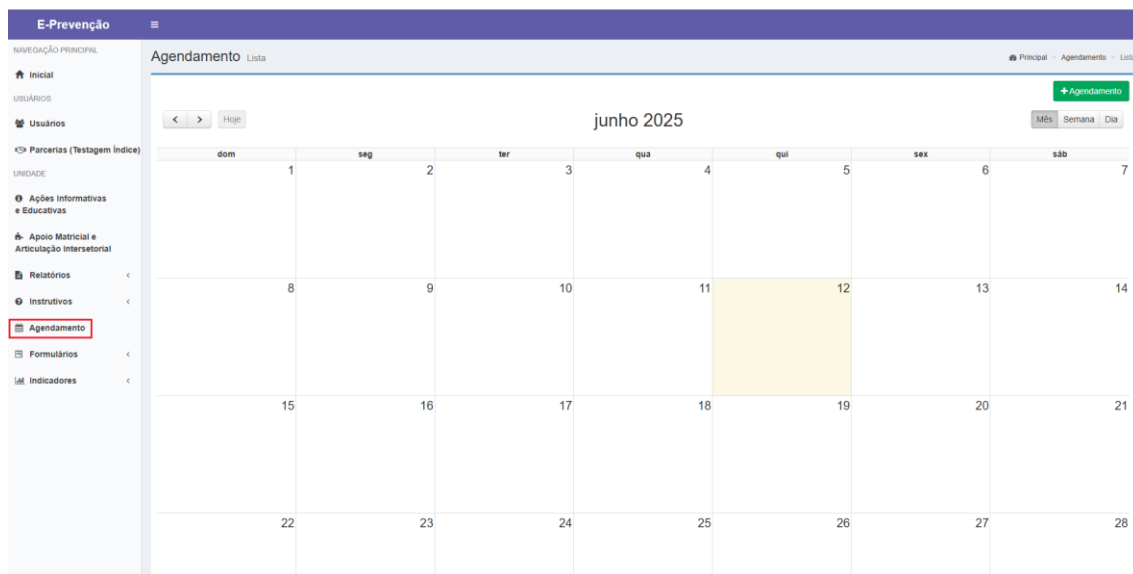 E-Prevenção
NAVEGAÇÃO PRINCIPAL
Inicial
USUÁRIOS
Usuários
Parcerias (Testagem Índice)
UNIDADE
Ações Informativas
e Educativas
Apoio Matricial e
Articulação Intersetorial
Relatórios
Instrutivos
Agendamento
Formulários
Indicadores
Agendamento Lista
Principal Agendamento Lista
+ Agendamento
< > Hoje
junho 2025
Mês Semana Dia
dom seg ter qua qui sex sáb
1 2 3 4 5 6 7
8 9 10 11 12 13 14
15 16 17 18 19 20 21
22 23 24 25 26 27 28